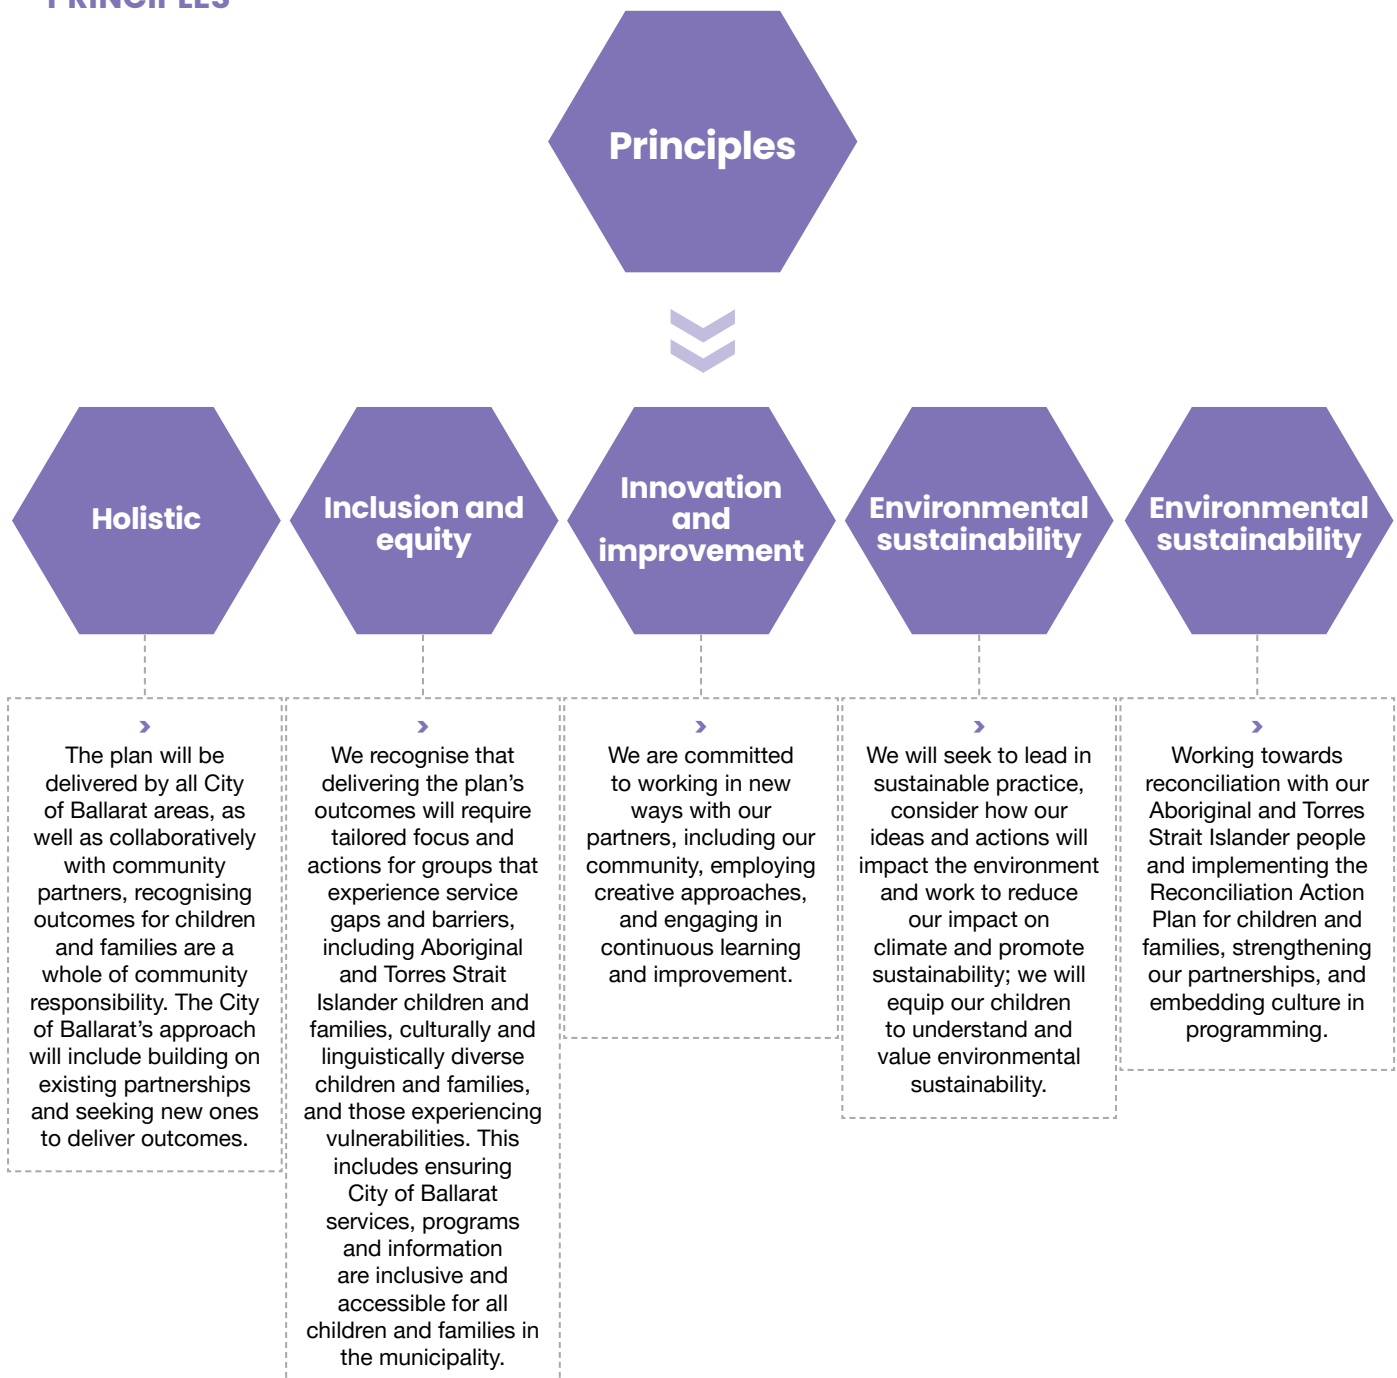 PRINCIPLES
Principles
Holistic
Inclusion and
equity
Innovation
and
improvement
Environmental
sustainability
Environmental
sustainability
The plan will be
delivered by all City
of Ballarat areas, as
well as collaboratively
with community
partners, recognising
outcomes for children
and families are a
whole of community
responsibility. The City
of Ballarat’s approach
will include building on
existing partnerships
and seeking new ones
to deliver outcomes.
We recognise that
delivering the plan’s
outcomes will require
tailored focus and
actions for groups that
experience service
gaps and barriers,
including Aboriginal
and Torres Strait
Islander children and
families, culturally and
linguistically diverse
children and families,
and those experiencing
vulnerabilities. This
includes ensuring
City of Ballarat
services, programs
and information
are inclusive and
accessible for all
children and families in
the municipality.
We are committed
to working in new
ways with our
partners, including our
community, employing
creative approaches,
and engaging in
continuous learning
and improvement.
We will seek to lead in
sustainable practice,
consider how our
ideas and actions will
impact the environment
and work to reduce
our impact on
climate and promote
sustainability; we will
equip our children
to understand and
value environmental
sustainability.
Working towards
reconciliation with our
Aboriginal and Torres
Strait Islander people
and implementing the
Reconciliation Action
Plan for children and
families, strengthening
our partnerships, and
embedding culture in
programming.